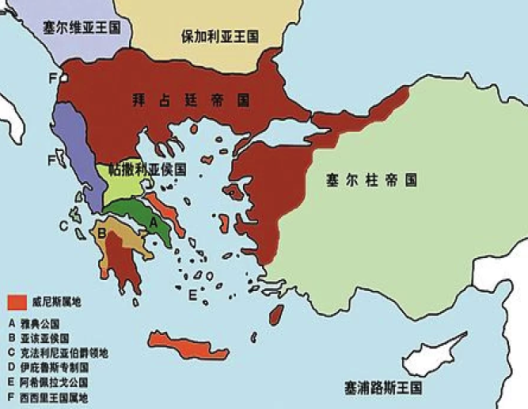 塞尔维亚王国
保加利亚王国
F
拜占廷帝国
F
帖撒利亚侯国
塞尔柱帝国
C
B
A
E
威尼斯属地
A 雅典公国
B 亚该亚侯国
C 克法利尼亚伯爵领地
D 伊庇鲁斯专制国
E 阿希佩拉戈公国
F 西西里王国属地
塞浦路斯王国